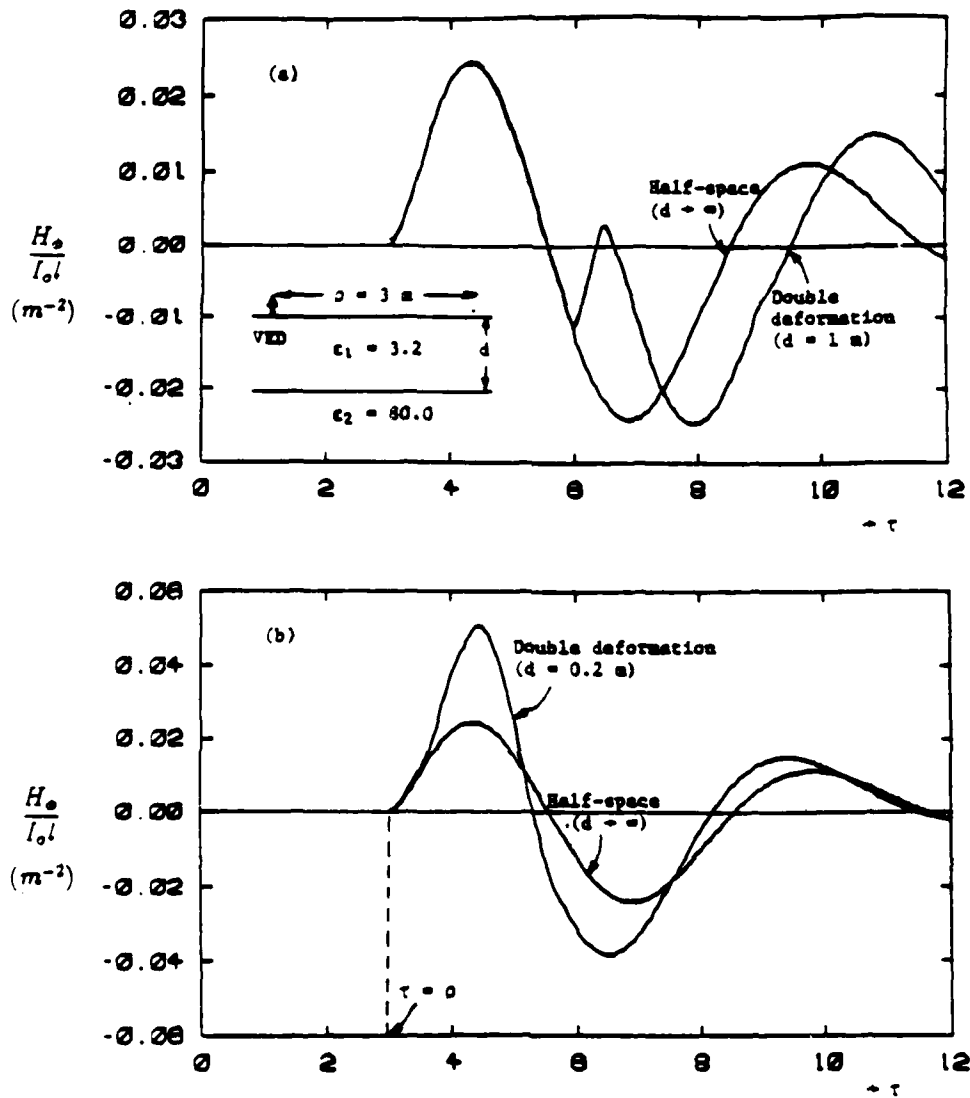 0.03
0.02
0.01
0.00
-0.01
-0.02
-0.03
(a)
Half-space
(d → ∞)
Double
deformation
(d = 1 m)
H_φ
I_o l
(m⁻²)
ρ = 3 m
VED
ε₁ = 3.2
d
ε₂ = 80.0
0 2 4 6 8 10 12
→ τ
0.06
0.04
0.02
0.00
-0.02
-0.04
-0.06
(b)
Double deformation
(d = 0.2 m)
Half-space
(d → ∞)
H_φ
I_o l
(m⁻²)
τ = ρ
0 2 4 6 8 10 12
→ τ